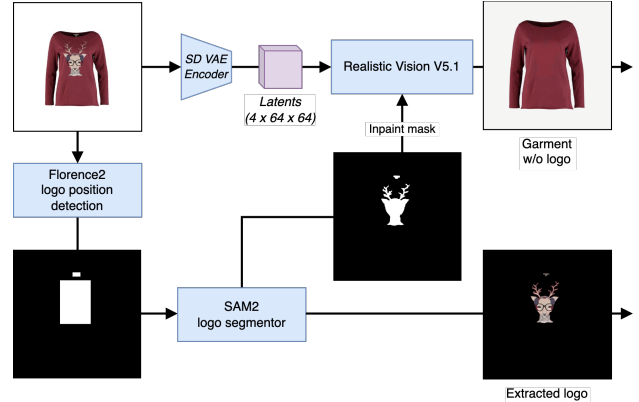 SD VAE
Encoder
Latents
(4 x 64 x 64)
Realistic Vision V5.1
Inpaint mask
Garment
w/o logo
Florence2
logo position
detection
SAM2
logo segmentor
Extracted logo